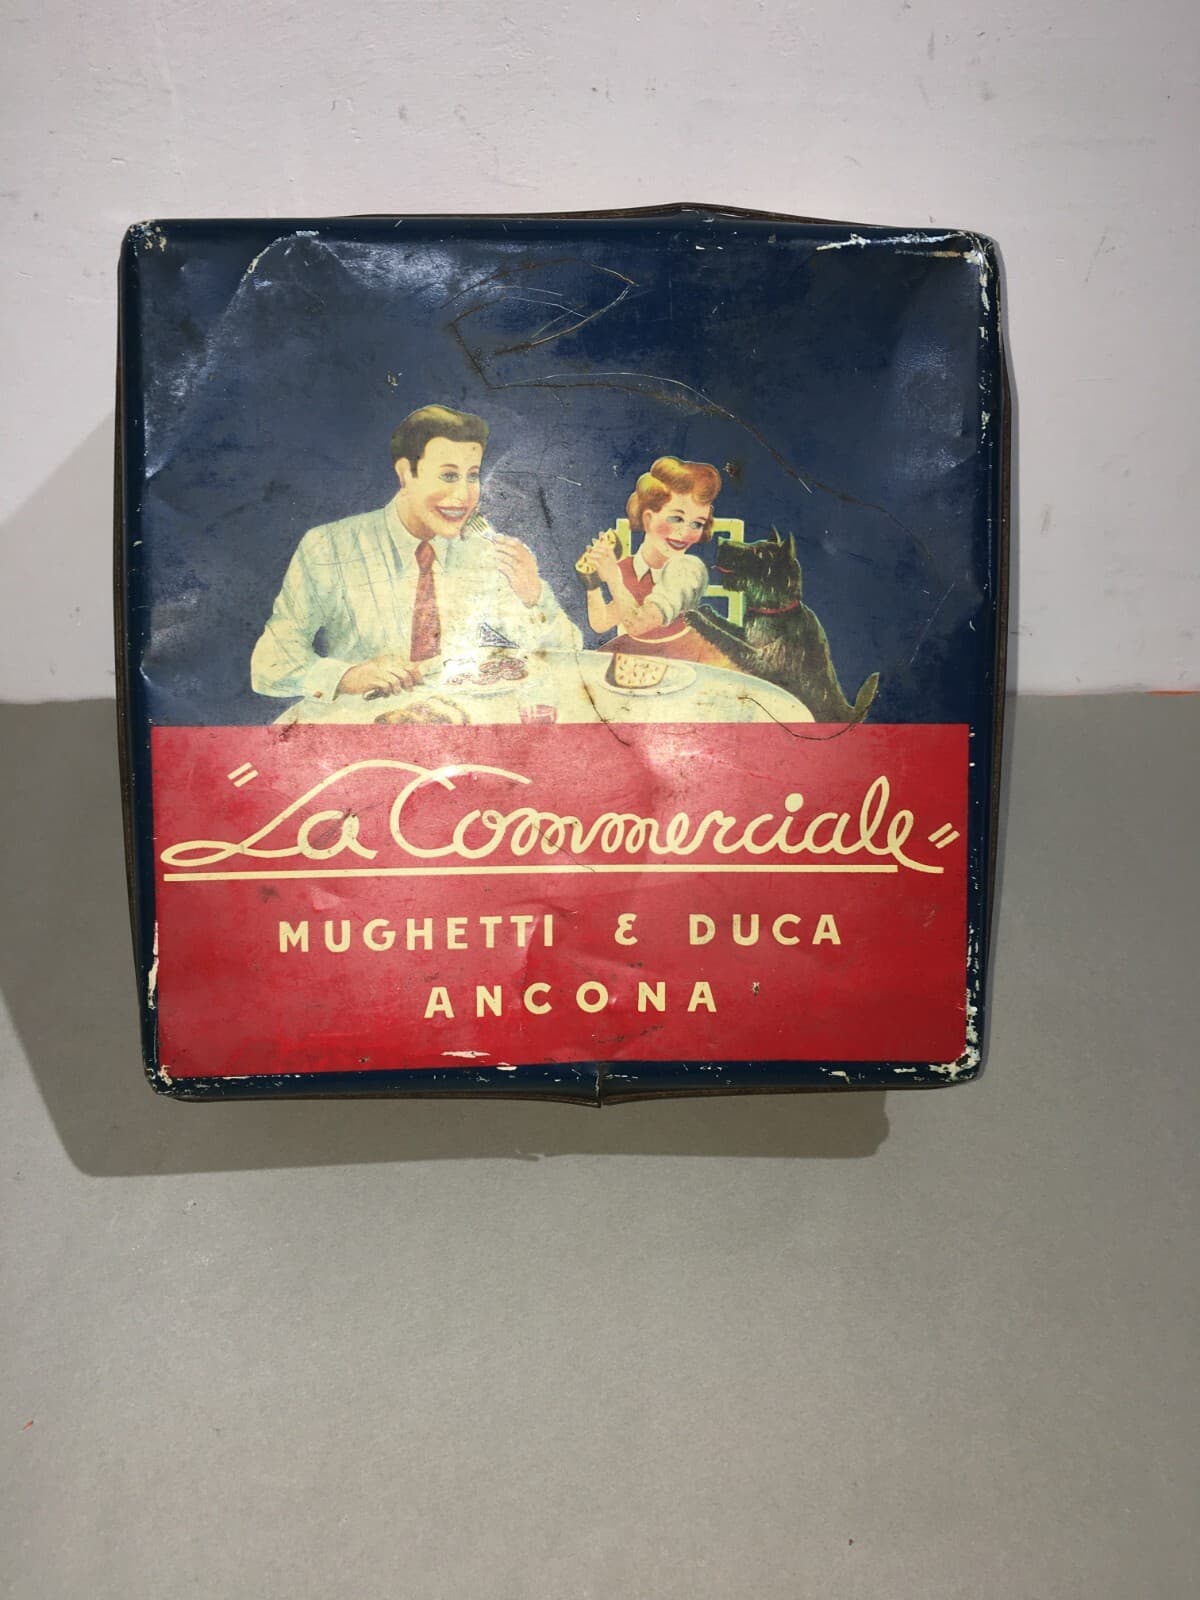 "La Commerciale"
MUGHETTI & DUCA
ANCONA